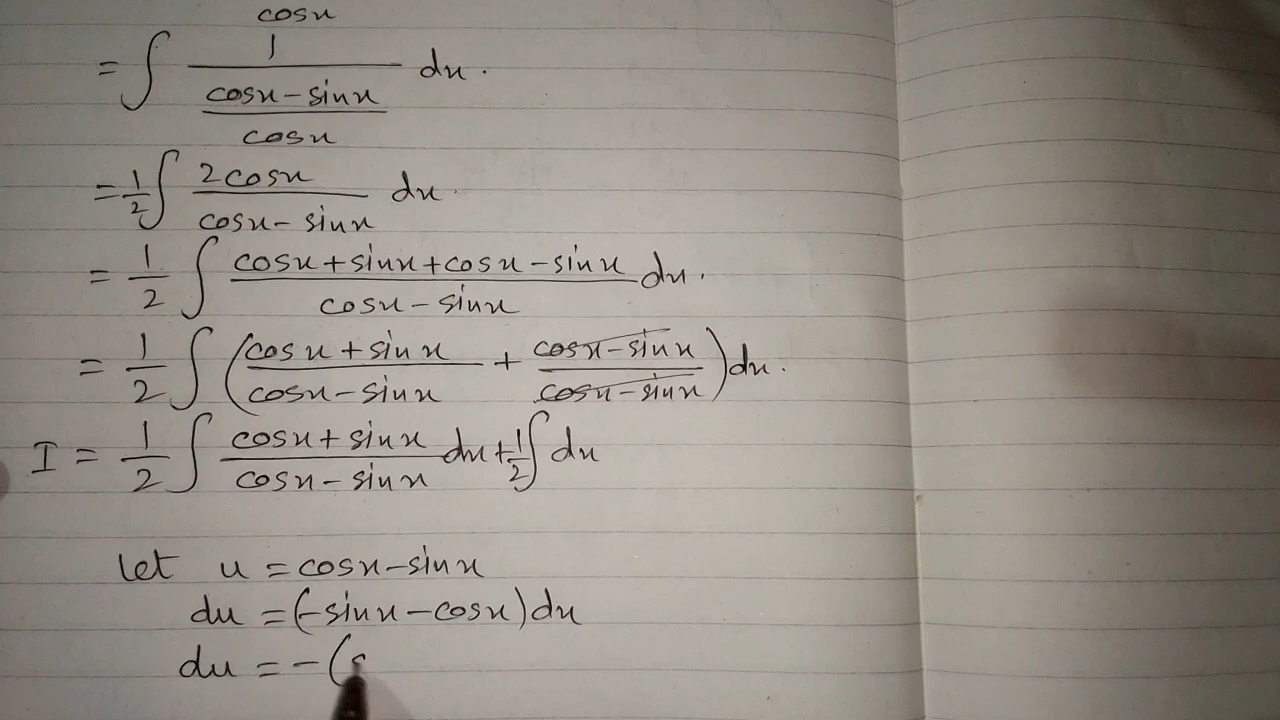 cosx
= ∫ 1 / ((cosx - sinx) / cosx) dx.
= 1/2 ∫ 2cosx / (cosx - sinx) dx.
= 1/2 ∫ (cosx + sinx + cosx - sinx) / (cosx - sinx) dx.
= 1/2 ∫ ((cosx + sinx) / (cosx - sinx) + (cosx - sinx) / (cosx - sinx)) dx.
I = 1/2 ∫ (cosx + sinx) / (cosx - sinx) dx + 1/2 ∫ dx
let u = cosx - sinx
du = (-sinx - cosx) dx
du = - (s